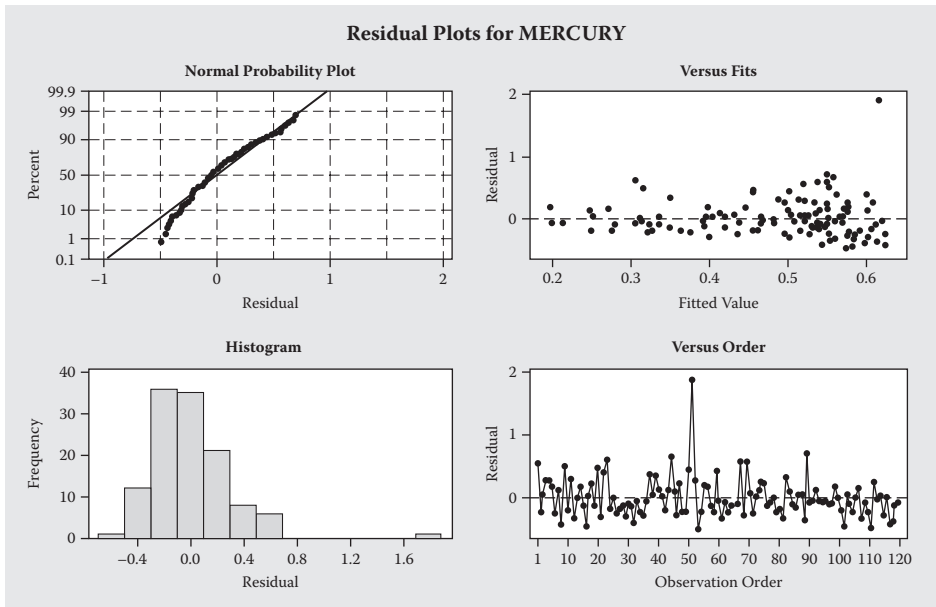 Residual Plots for MERCURY
Normal Probability Plot
99.9
99
90
50
10
1
0.1
Percent
−1 0 1 2
Residual
Versus Fits
2
1
0
Residual
0.2 0.3 0.4 0.5 0.6
Fitted Value
Histogram
40
30
20
10
0
Frequency
−0.4 0.0 0.4 0.8 1.2 1.6
Residual
Versus Order
2
1
0
Residual
1 10 20 30 40 50 60 70 80 90 100 110 120
Observation Order